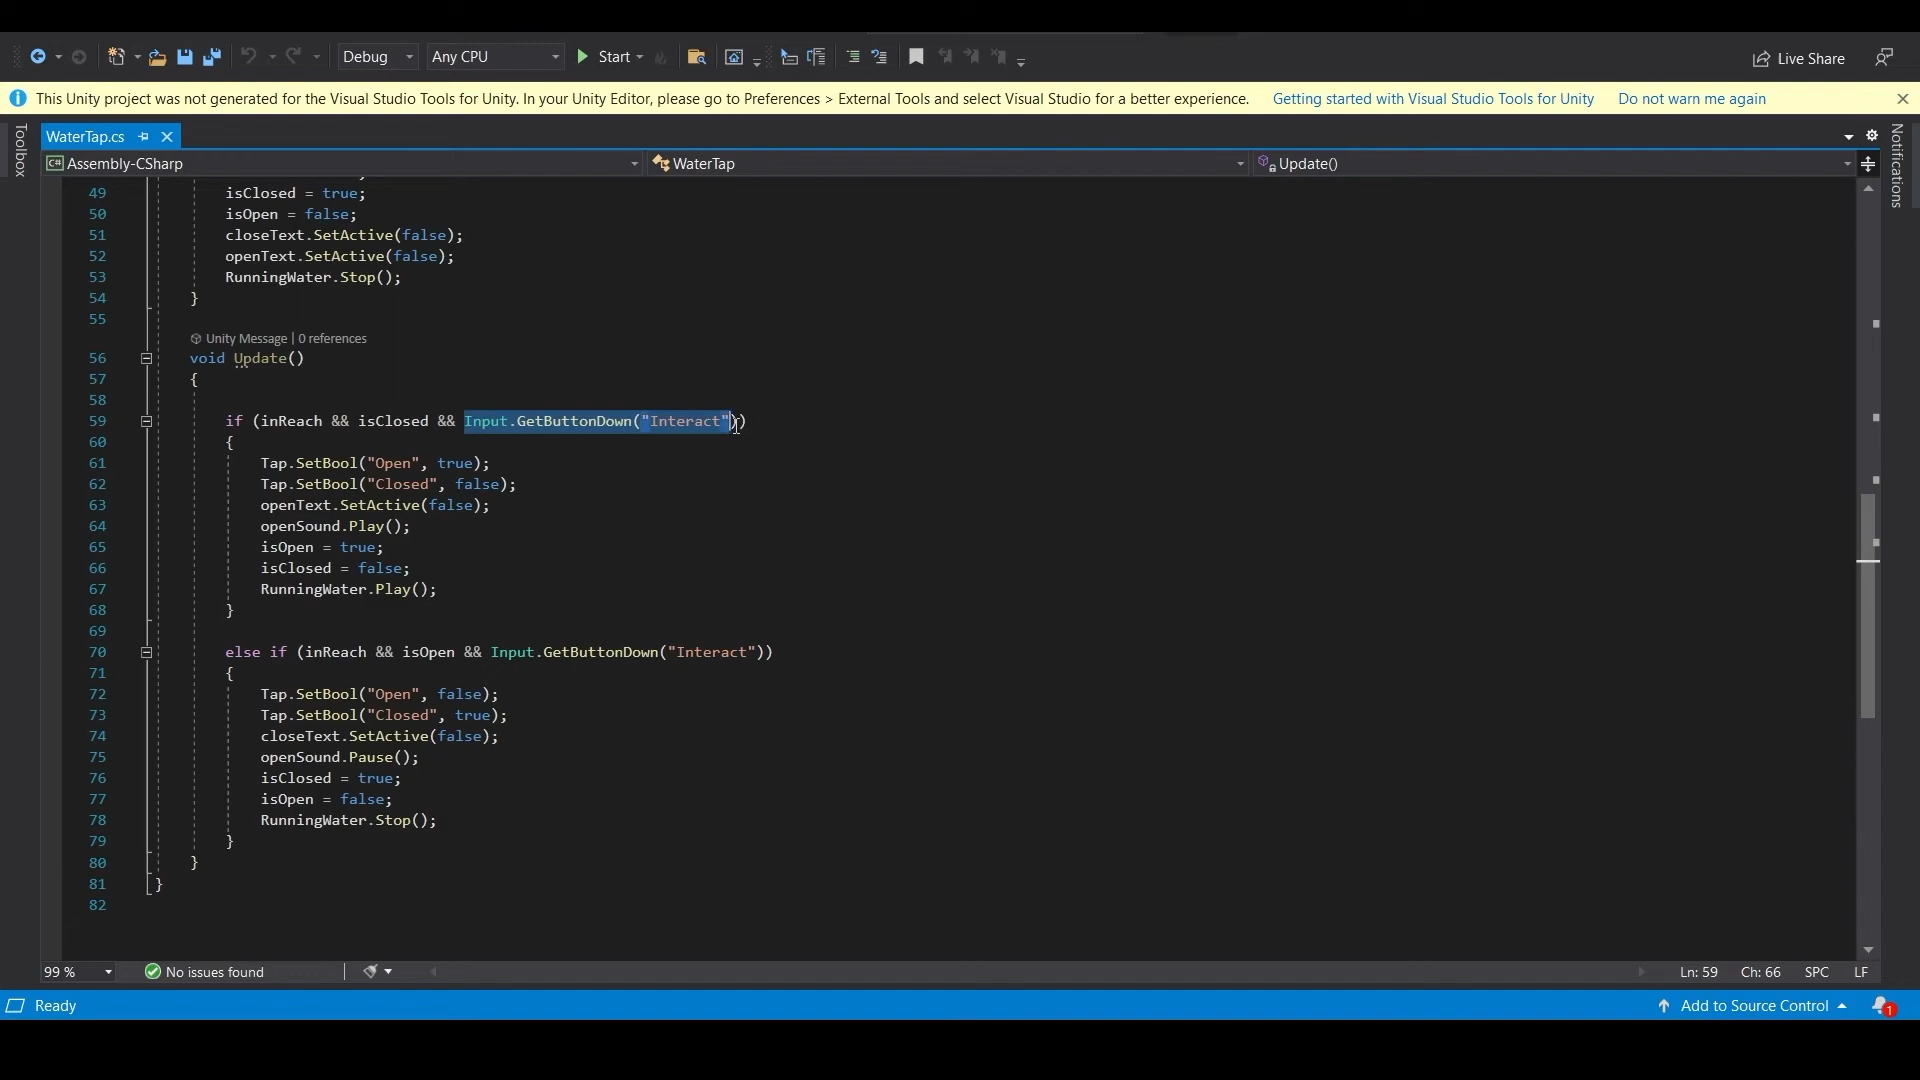 Debug Any CPU Start Live Share
This Unity project was not generated for the Visual Studio Tools for Unity. In your Unity Editor, please go to Preferences > External Tools and select Visual Studio for a better experience. Getting started with Visual Studio Tools for Unity Do not warn me again
Toolbox
WaterTap.cs
Notifications
C# Assembly-CSharp WaterTap Update()
49 isClosed = true;
50 isOpen = false;
51 closeText.SetActive(false);
52 openText.SetActive(false);
53 RunningWater.Stop();
54 }
55
Unity Message | 0 references
56 void Update()
57 {
58
59 if (inReach && isClosed && Input.GetButtonDown("Interact"))
60 {
61 Tap.SetBool("Open", true);
62 Tap.SetBool("Closed", false);
63 openText.SetActive(false);
64 openSound.Play();
65 isOpen = true;
66 isClosed = false;
67 RunningWater.Play();
68 }
69
70 else if (inReach && isOpen && Input.GetButtonDown("Interact"))
71 {
72 Tap.SetBool("Open", false);
73 Tap.SetBool("Closed", true);
74 closeText.SetActive(false);
75 openSound.Pause();
76 isClosed = true;
77 isOpen = false;
78 RunningWater.Stop();
79 }
80 }
81 }
82
99 % No issues found Ln: 59 Ch: 66 SPC LF
Ready Add to Source Control 1